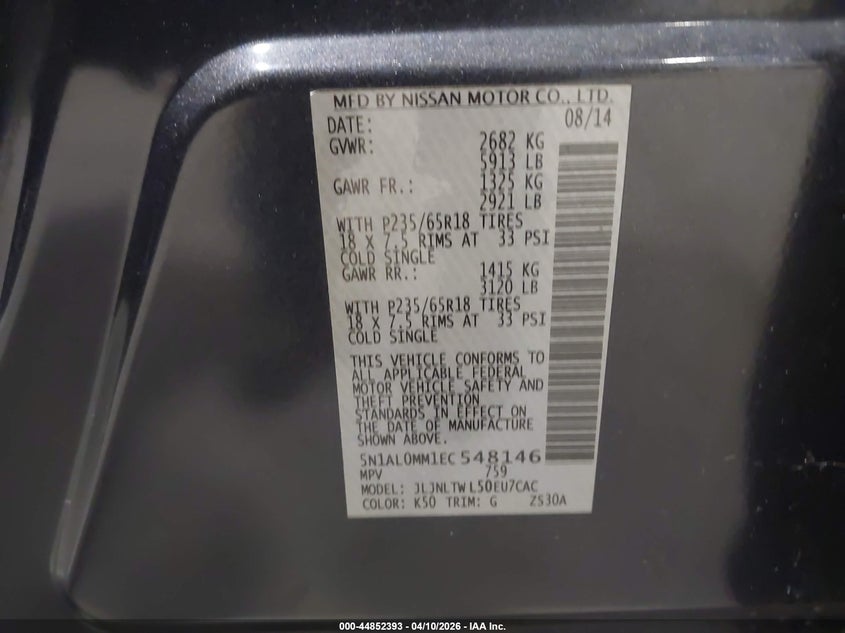 MFD BY NISSAN MOTOR CO., LTD.
DATE: 08/14
GVWR: 2682 KG
5913 LB
GAWR FR.: 1325 KG
2921 LB
WITH P235/65R18 TIRES
18 X 7.5 RIMS AT 33 PSI
COLD SINGLE
GAWR RR.: 1415 KG
3120 LB
WITH P235/65R18 TIRES
18 X 7.5 RIMS AT 33 PSI
COLD SINGLE
THIS VEHICLE CONFORMS TO
ALL APPLICABLE FEDERAL
MOTOR VEHICLE SAFETY AND
THEFT PREVENTION
STANDARDS IN EFFECT ON
THE DATE OF MANUFACTURE
SHOWN ABOVE.
5N1AL0MM1EC548146
MPV 759
MODEL: JLJNLTWL50EU7CAC
COLOR: K50 TRIM: G ZS30A
000-44852393 - 04/10/2026 - IAA Inc.